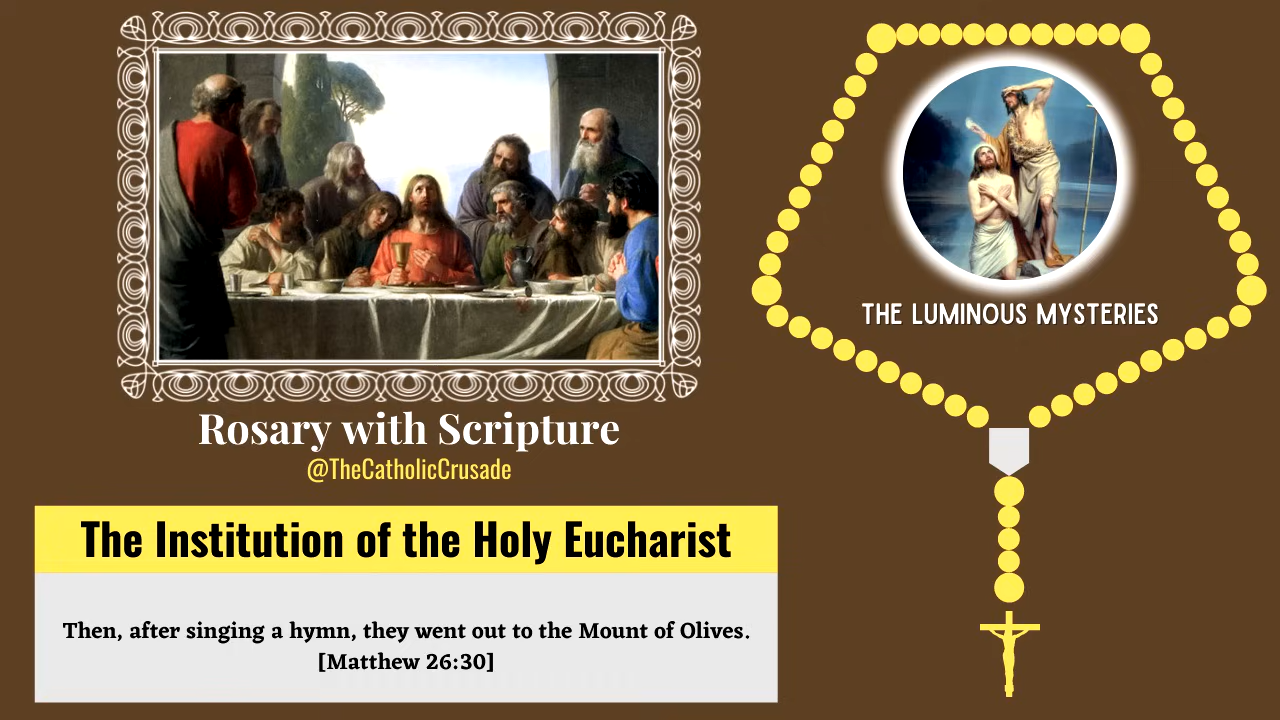 Rosary with Scripture
@TheCatholicCrusade
The Institution of the Holy Eucharist
Then, after singing a hymn, they went out to the Mount of Olives.
[Matthew 26:30]
THE LUMINOUS MYSTERIES